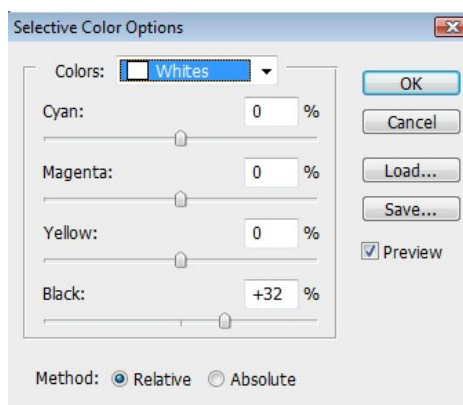 Selective Color Options
Colors: Whites
OK
Cyan: 0 %
Cancel
Magenta: 0 %
Load...
Save...
Yellow: 0 %
Preview
Black: +32 %
Method: Relative Absolute